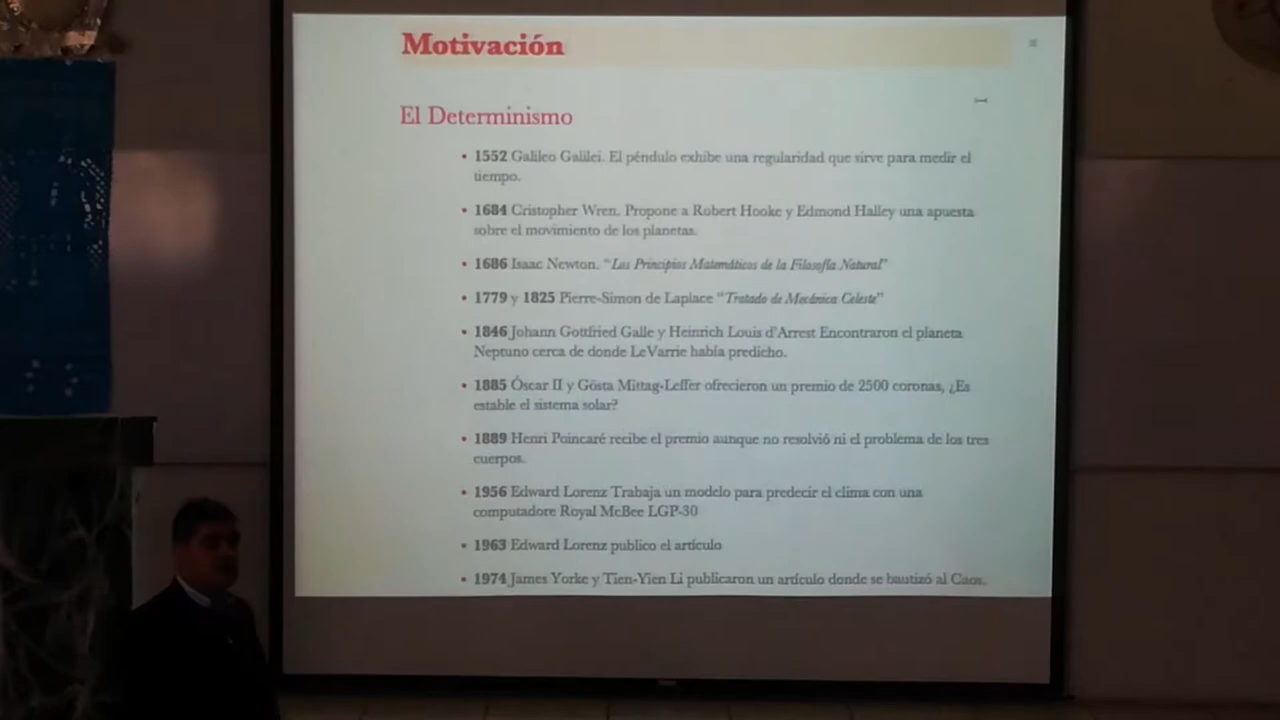 Motivación
El Determinismo
• 1552 Galileo Galilei. El péndulo exhibe una regularidad que sirve para medir el
tiempo.
• 1684 Cristopher Wren. Propone a Robert Hooke y Edmond Halley una apuesta
sobre el movimiento de los planetas.
• 1686 Isaac Newton. “Los Principios Matemáticos de la Filosofía Natural”
• 1779 y 1825 Pierre-Simon de Laplace “Tratado de Mecánica Celeste”
• 1846 Johann Gottfried Galle y Heinrich Louis d’Arrest Encontraron el planeta
Neptuno cerca de donde LeVarrie había predicho.
• 1885 Óscar II y Gösta Mittag-Leffer ofrecieron un premio de 2500 coronas, ¿Es
estable el sistema solar?
• 1889 Henri Poincaré recibe el premio aunque no resolvió ni el problema de los tres
cuerpos.
• 1956 Edward Lorenz Trabaja un modelo para predecir el clima con una
computadore Royal McBee LGP-30
• 1963 Edward Lorenz publico el artículo
• 1974 James Yorke y Tien-Yien Li publicaron un artículo donde se bautizó al Caos.